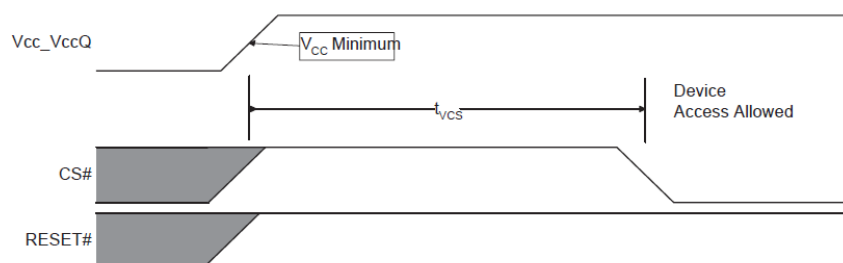 Vcc_VccQ
VCC Minimum
tVCS
Device
Access Allowed
CS#
RESET#